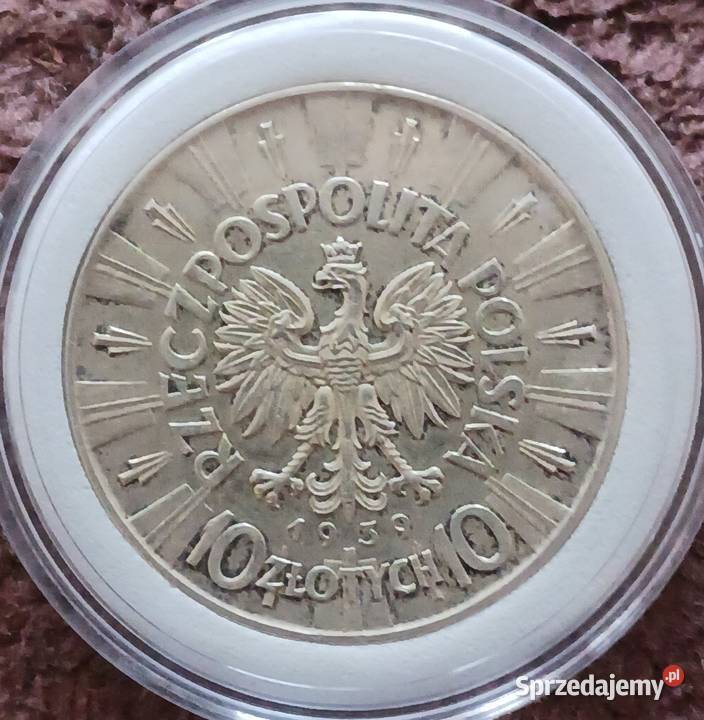 RZECZPOSPOLITA POLSKA
1939
10 ZŁOTYCH 10
Sprzedajemy.pl